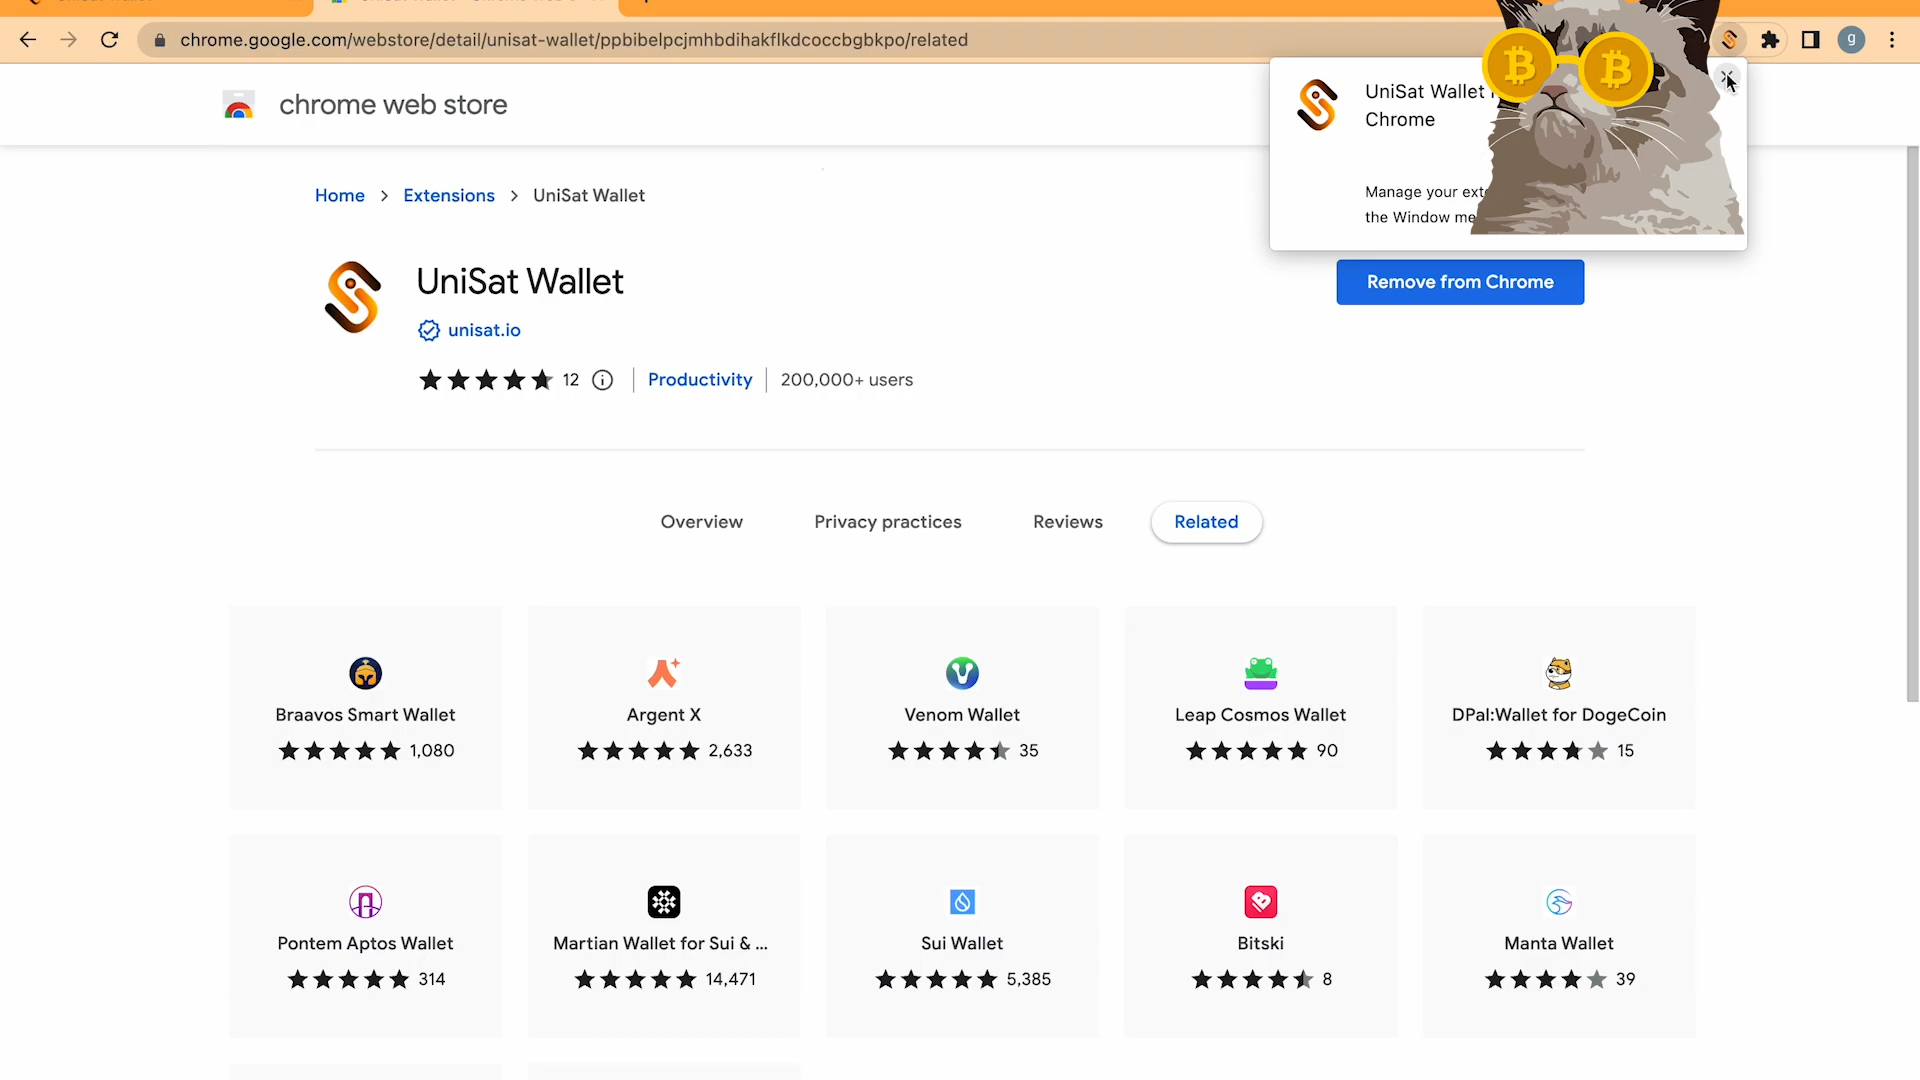 chrome.google.com/webstore/detail/unisat-wallet/ppbibelpcjmhbdihakflkdcoccbgbkpo/related
g
chrome web store
UniSat Wallet
Chrome
Manage your
the Window
Home > Extensions > UniSat Wallet
UniSat Wallet
Remove from Chrome
unisat.io
12 Productivity 200,000+ users
Overview Privacy practices Reviews Related
Braavos Smart Wallet
1,080
Argent X
2,633
Venom Wallet
35
Leap Cosmos Wallet
90
DPal:Wallet for DogeCoin
15
Pontem Aptos Wallet
314
Martian Wallet for Sui & ...
14,471
Sui Wallet
5,385
Bitski
8
Manta Wallet
39